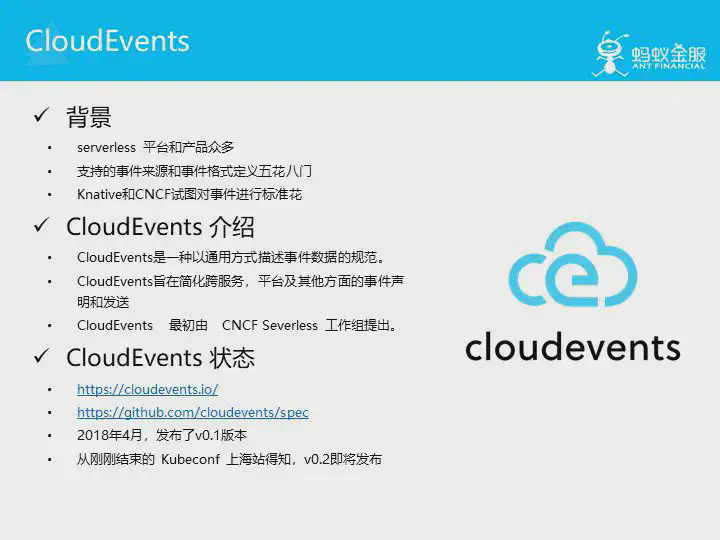 CloudEvents
蚂蚁金服
ANT FINANCIAL
✓ 背景
• serverless 平台和产品众多
• 支持的事件来源和事件格式定义五花八门
• Knative和CNCF试图对事件进行标准花
✓ CloudEvents 介绍
• CloudEvents是一种以通用方式描述事件数据的规范。
• CloudEvents旨在简化跨服务，平台及其他方面的事件声
明和发送
• CloudEvents 最初由 CNCF Severless 工作组提出。
cloudevents
✓ CloudEvents 状态
• https://cloudevents.io/
• https://github.com/cloudevents/spec
• 2018年4月，发布了v0.1版本
• 从刚刚结束的 Kubeconf 上海站得知，v0.2即将发布